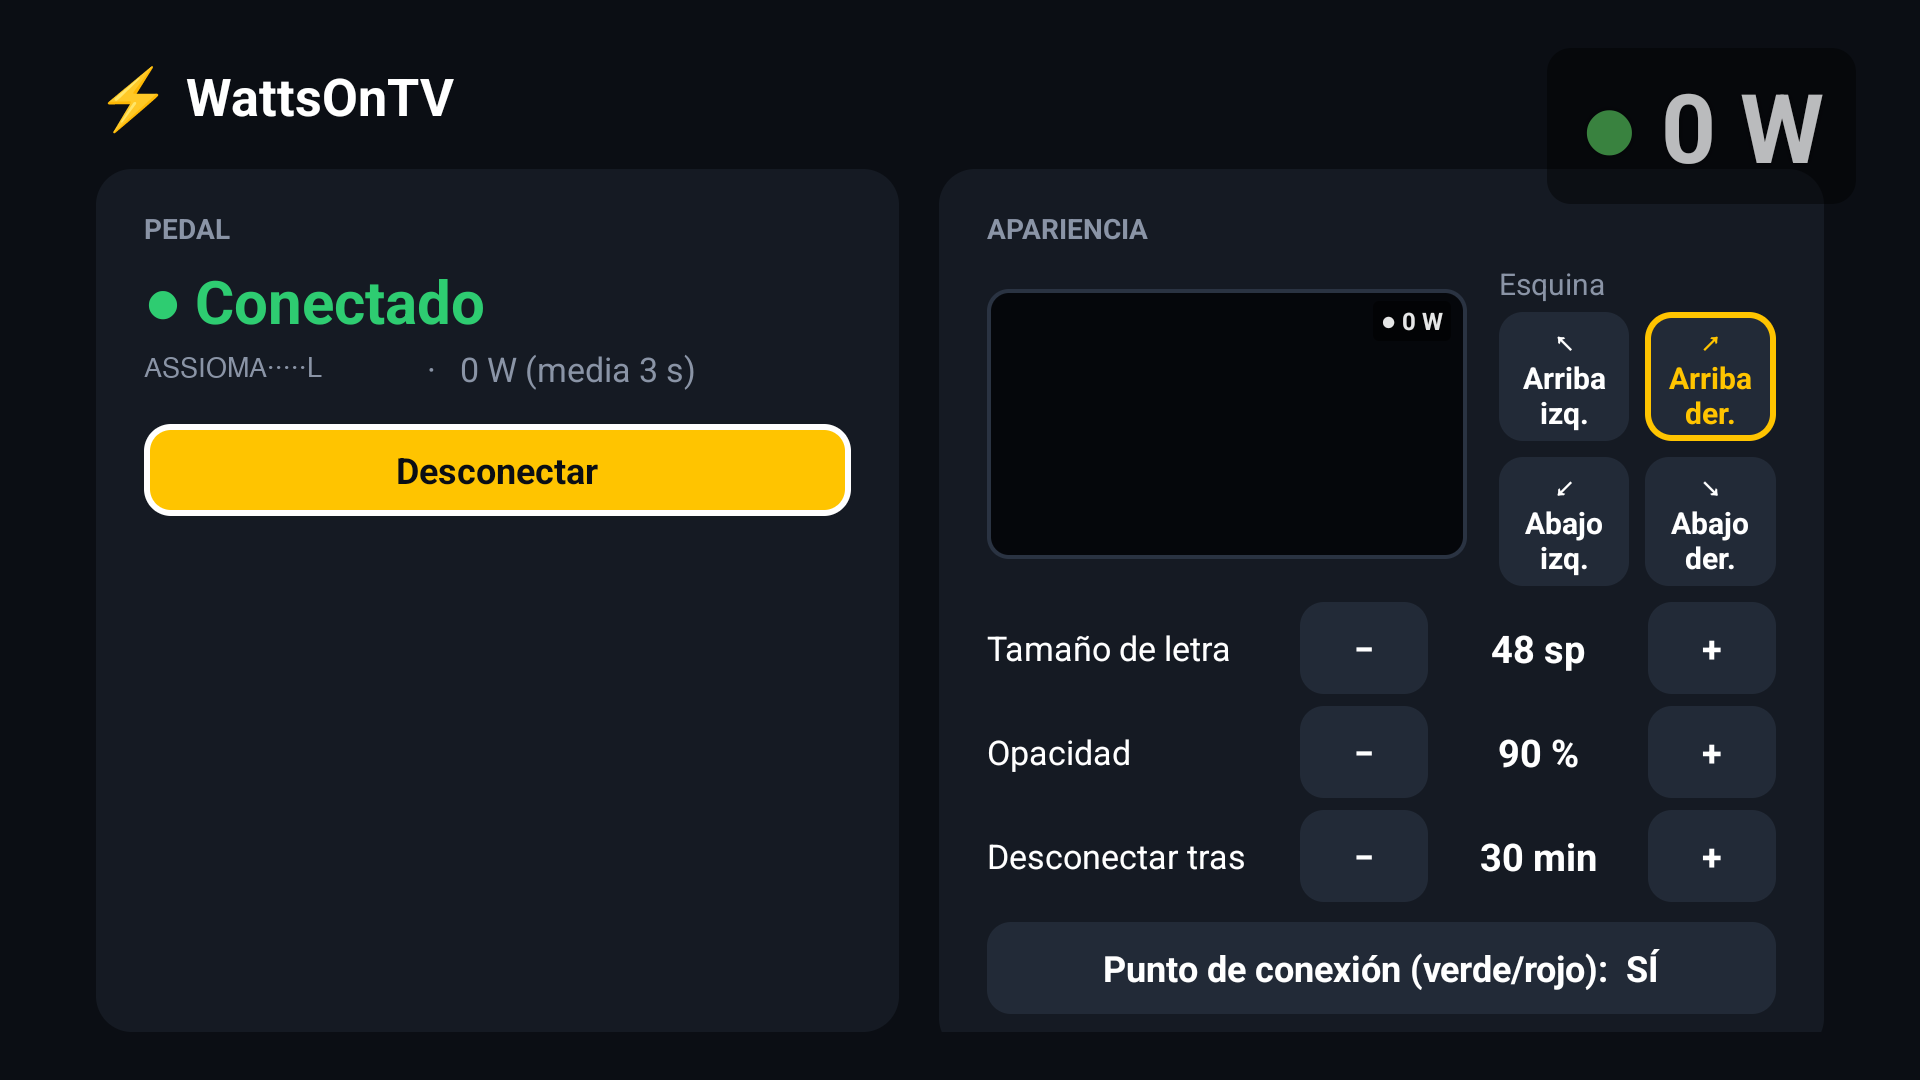 ⚡ WattsOnTV
● 0 W
PEDAL
● Conectado
ASSIOMA·····L · 0 W (media 3 s)
Desconectar
APARIENCIA
● 0 W
Esquina
↖ Arriba izq.
↗ Arriba der.
↙ Abajo izq.
↘ Abajo der.
Tamaño de letra − 48 sp +
Opacidad − 90 % +
Desconectar tras − 30 min +
Punto de conexión (verde/rojo): SÍ